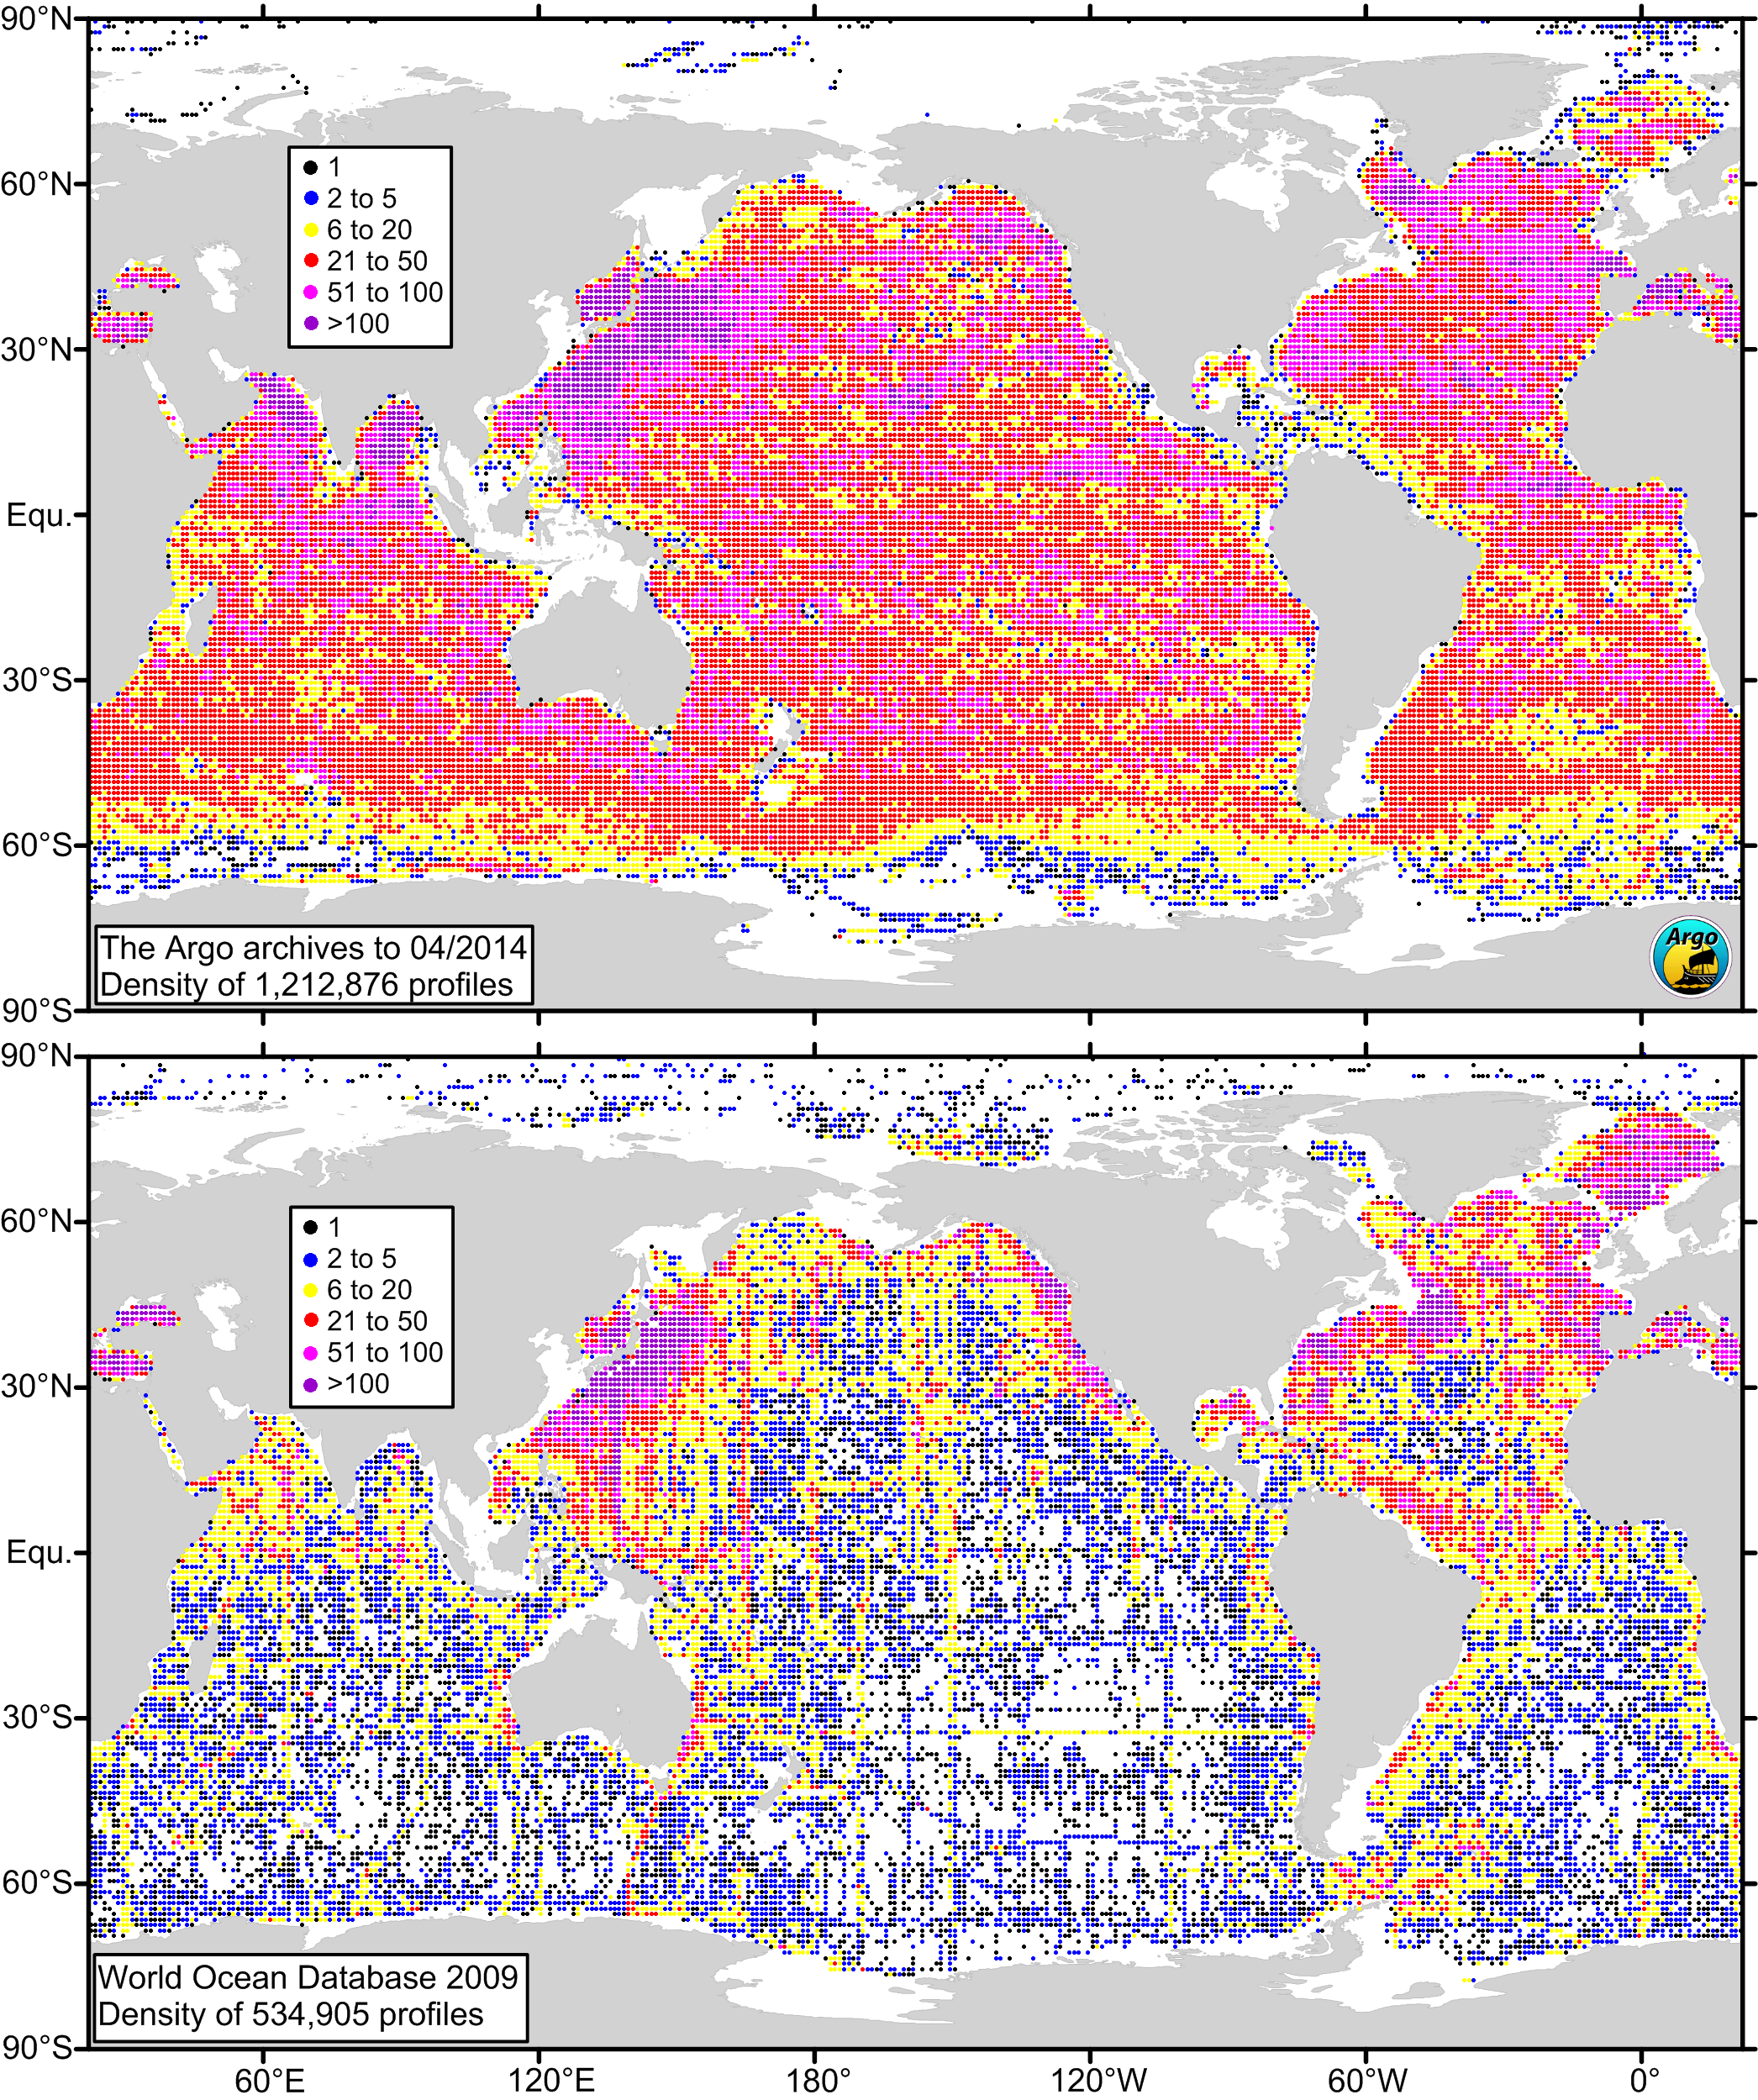 90°N
60°N
30°N
Equ.
30°S
60°S
90°S
1
2 to 5
6 to 20
21 to 50
51 to 100
>100
The Argo archives to 04/2014
Density of 1,212,876 profiles
Argo
90°N
60°N
30°N
Equ.
30°S
60°S
90°S
1
2 to 5
6 to 20
21 to 50
51 to 100
>100
World Ocean Database 2009
Density of 534,905 profiles
60°E
120°E
180°
120°W
60°W
0°